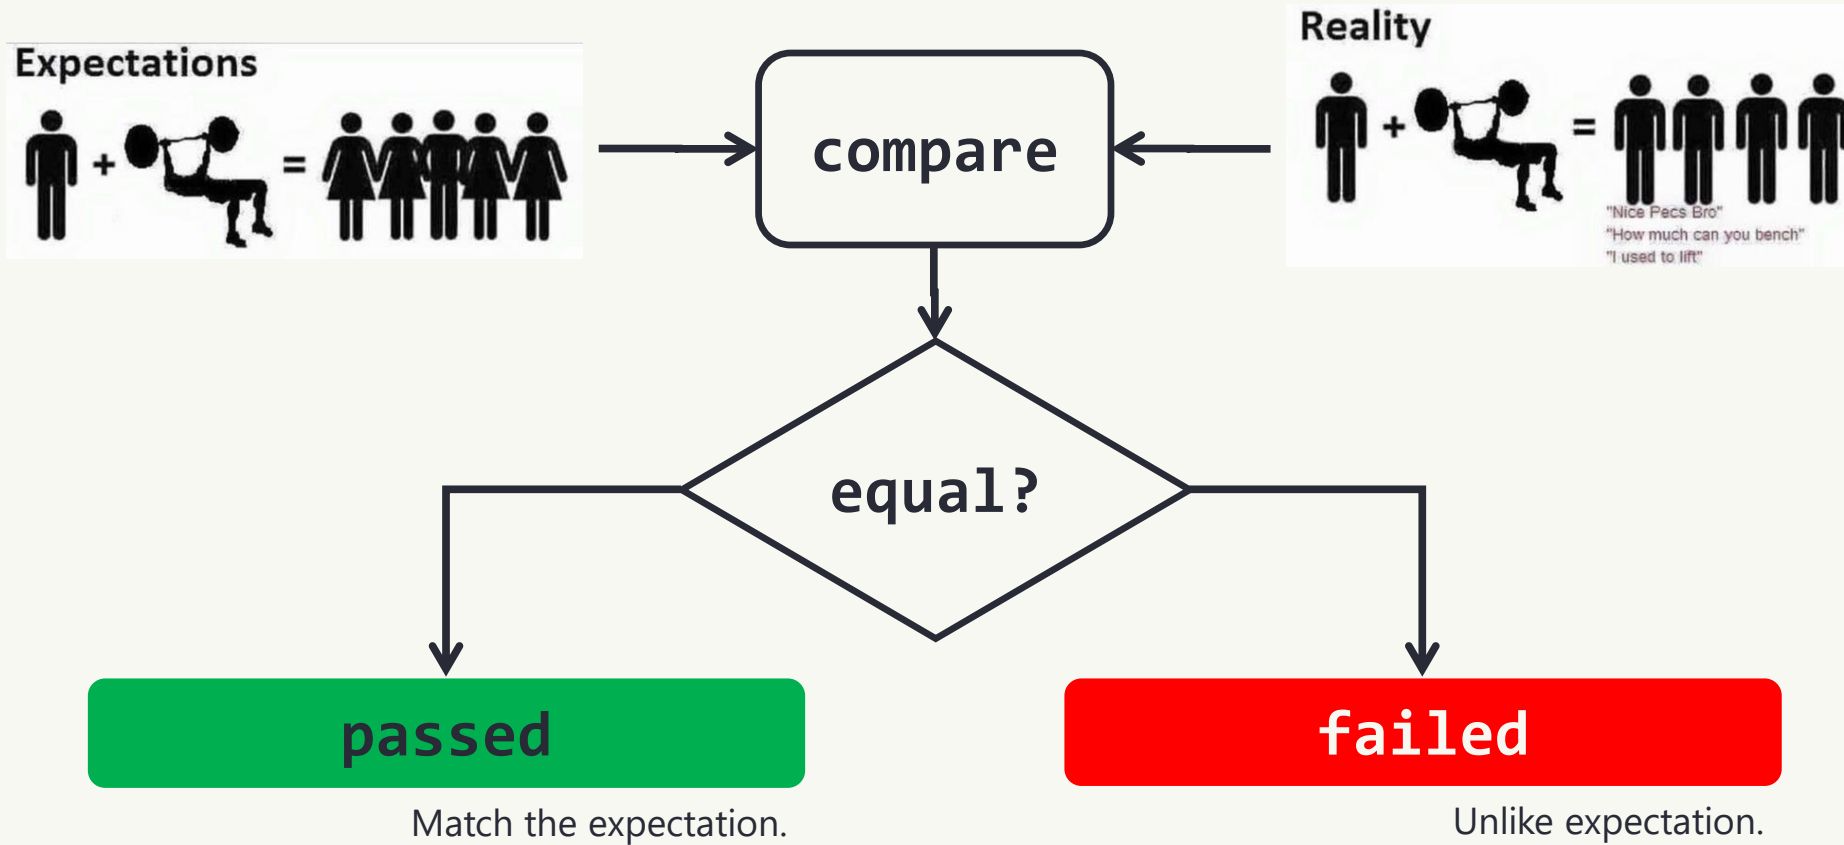 Expectations
+ =
compare
Reality
+ =
"Nice Pecs Bro"
"How much can you bench"
"I used to lift"
equal?
passed
failed
Match the expectation.
Unlike expectation.